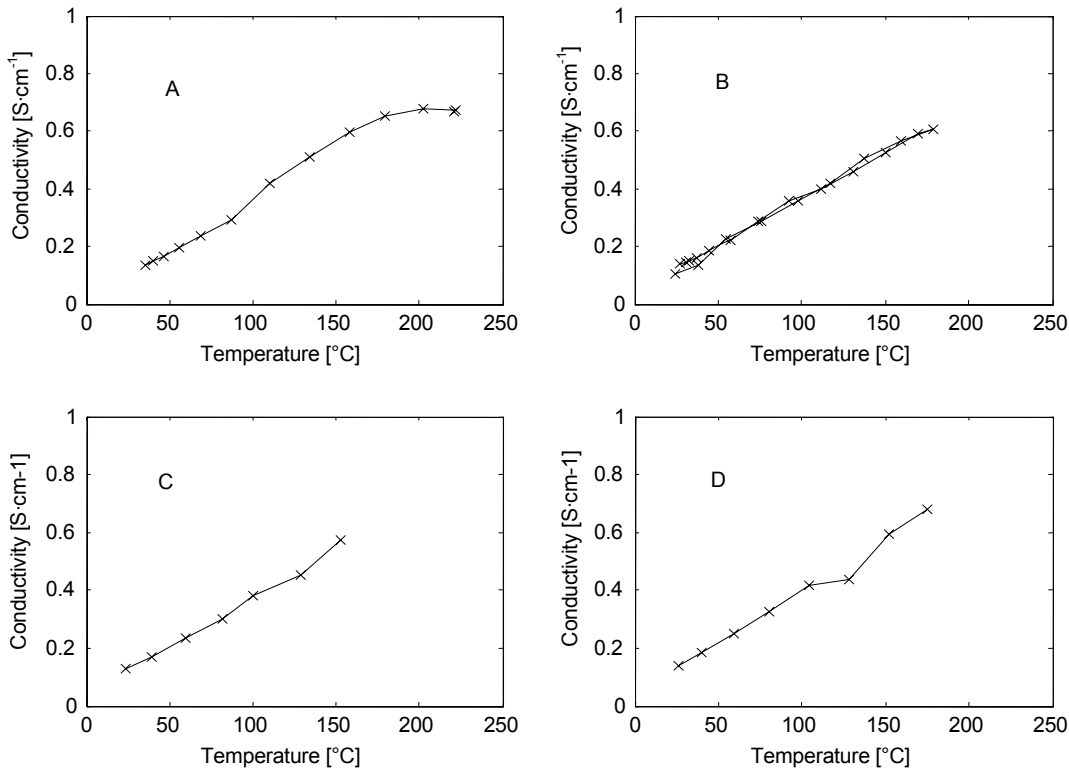 1
0.8
0.6
0.4
0.2
0
Conductivity [S·cm⁻¹]
A
0 50 100 150 200 250
Temperature [°C]
1
0.8
0.6
0.4
0.2
0
Conductivity [S·cm⁻¹]
B
0 50 100 150 200 250
Temperature [°C]
1
0.8
0.6
0.4
0.2
0
Conductivity [S·cm-1]
C
0 50 100 150 200 250
Temperature [°C]
1
0.8
0.6
0.4
0.2
0
Conductivity [S·cm-1]
D
0 50 100 150 200 250
Temperature [°C]